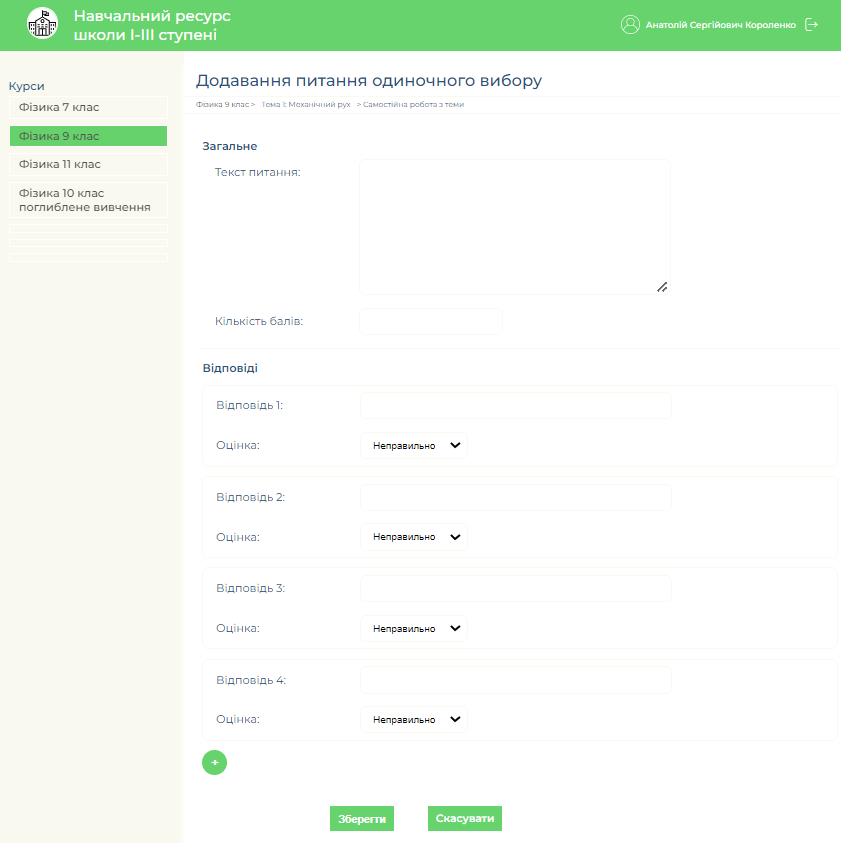 Навчальний ресурс
школи І-ІІІ ступені
Анатолій Сергійович Короленко
Курси
Фізика 7 клас
Фізика 9 клас
Фізика 11 клас
Фізика 10 клас
поглиблене вивчення
Додавання питання одиночного вибору
Фізика 9 клас > Тема 1: Механічний рух > Самостійна робота з теми
Загальне
Текст питання:
Кількість балів:
Відповіді
Відповідь 1:
Оцінка: Неправильно
Відповідь 2:
Оцінка: Неправильно
Відповідь 3:
Оцінка: Неправильно
Відповідь 4:
Оцінка: Неправильно
+
Зберегти Скасувати